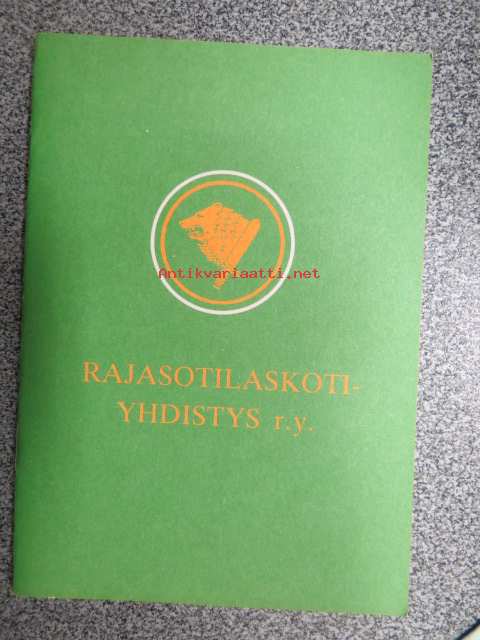 Antikvariaatti.net
RAJASOTILASKOTI-
YHDISTYS r.y.